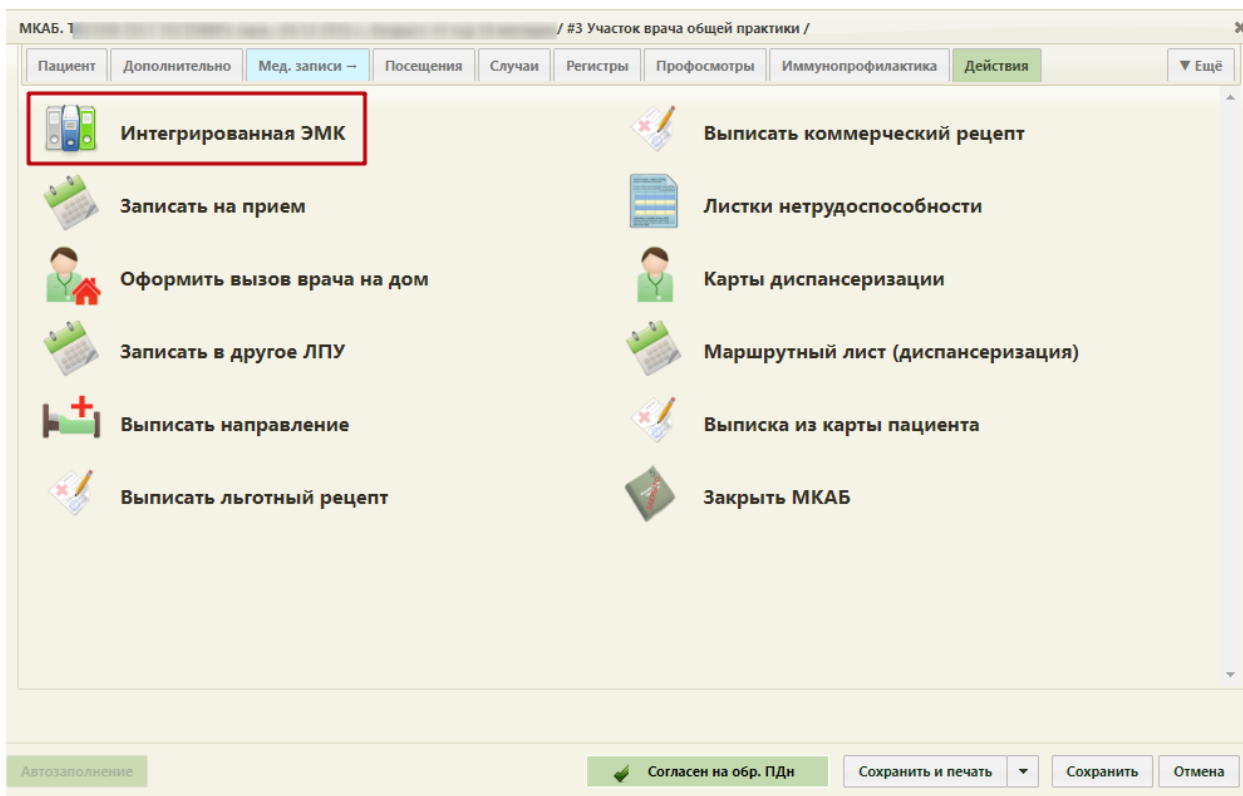 МКАБ. Т / #3 Участок врача общей практики /
Пациент Дополнительно Мед. записи → Посещения Случаи Регистры Профосмотры Иммунопрофилактика Действия ▼ Ещё
Интегрированная ЭМК
Выписать коммерческий рецепт
Записать на прием
Листки нетрудоспособности
Оформить вызов врача на дом
Карты диспансеризации
Записать в другое ЛПУ
Маршрутный лист (диспансеризация)
Выписать направление
Выписка из карты пациента
Выписать льготный рецепт
Закрыть МКАБ
Автозаполнение Согласен на обр. ПДн Сохранить и печать Сохранить Отмена